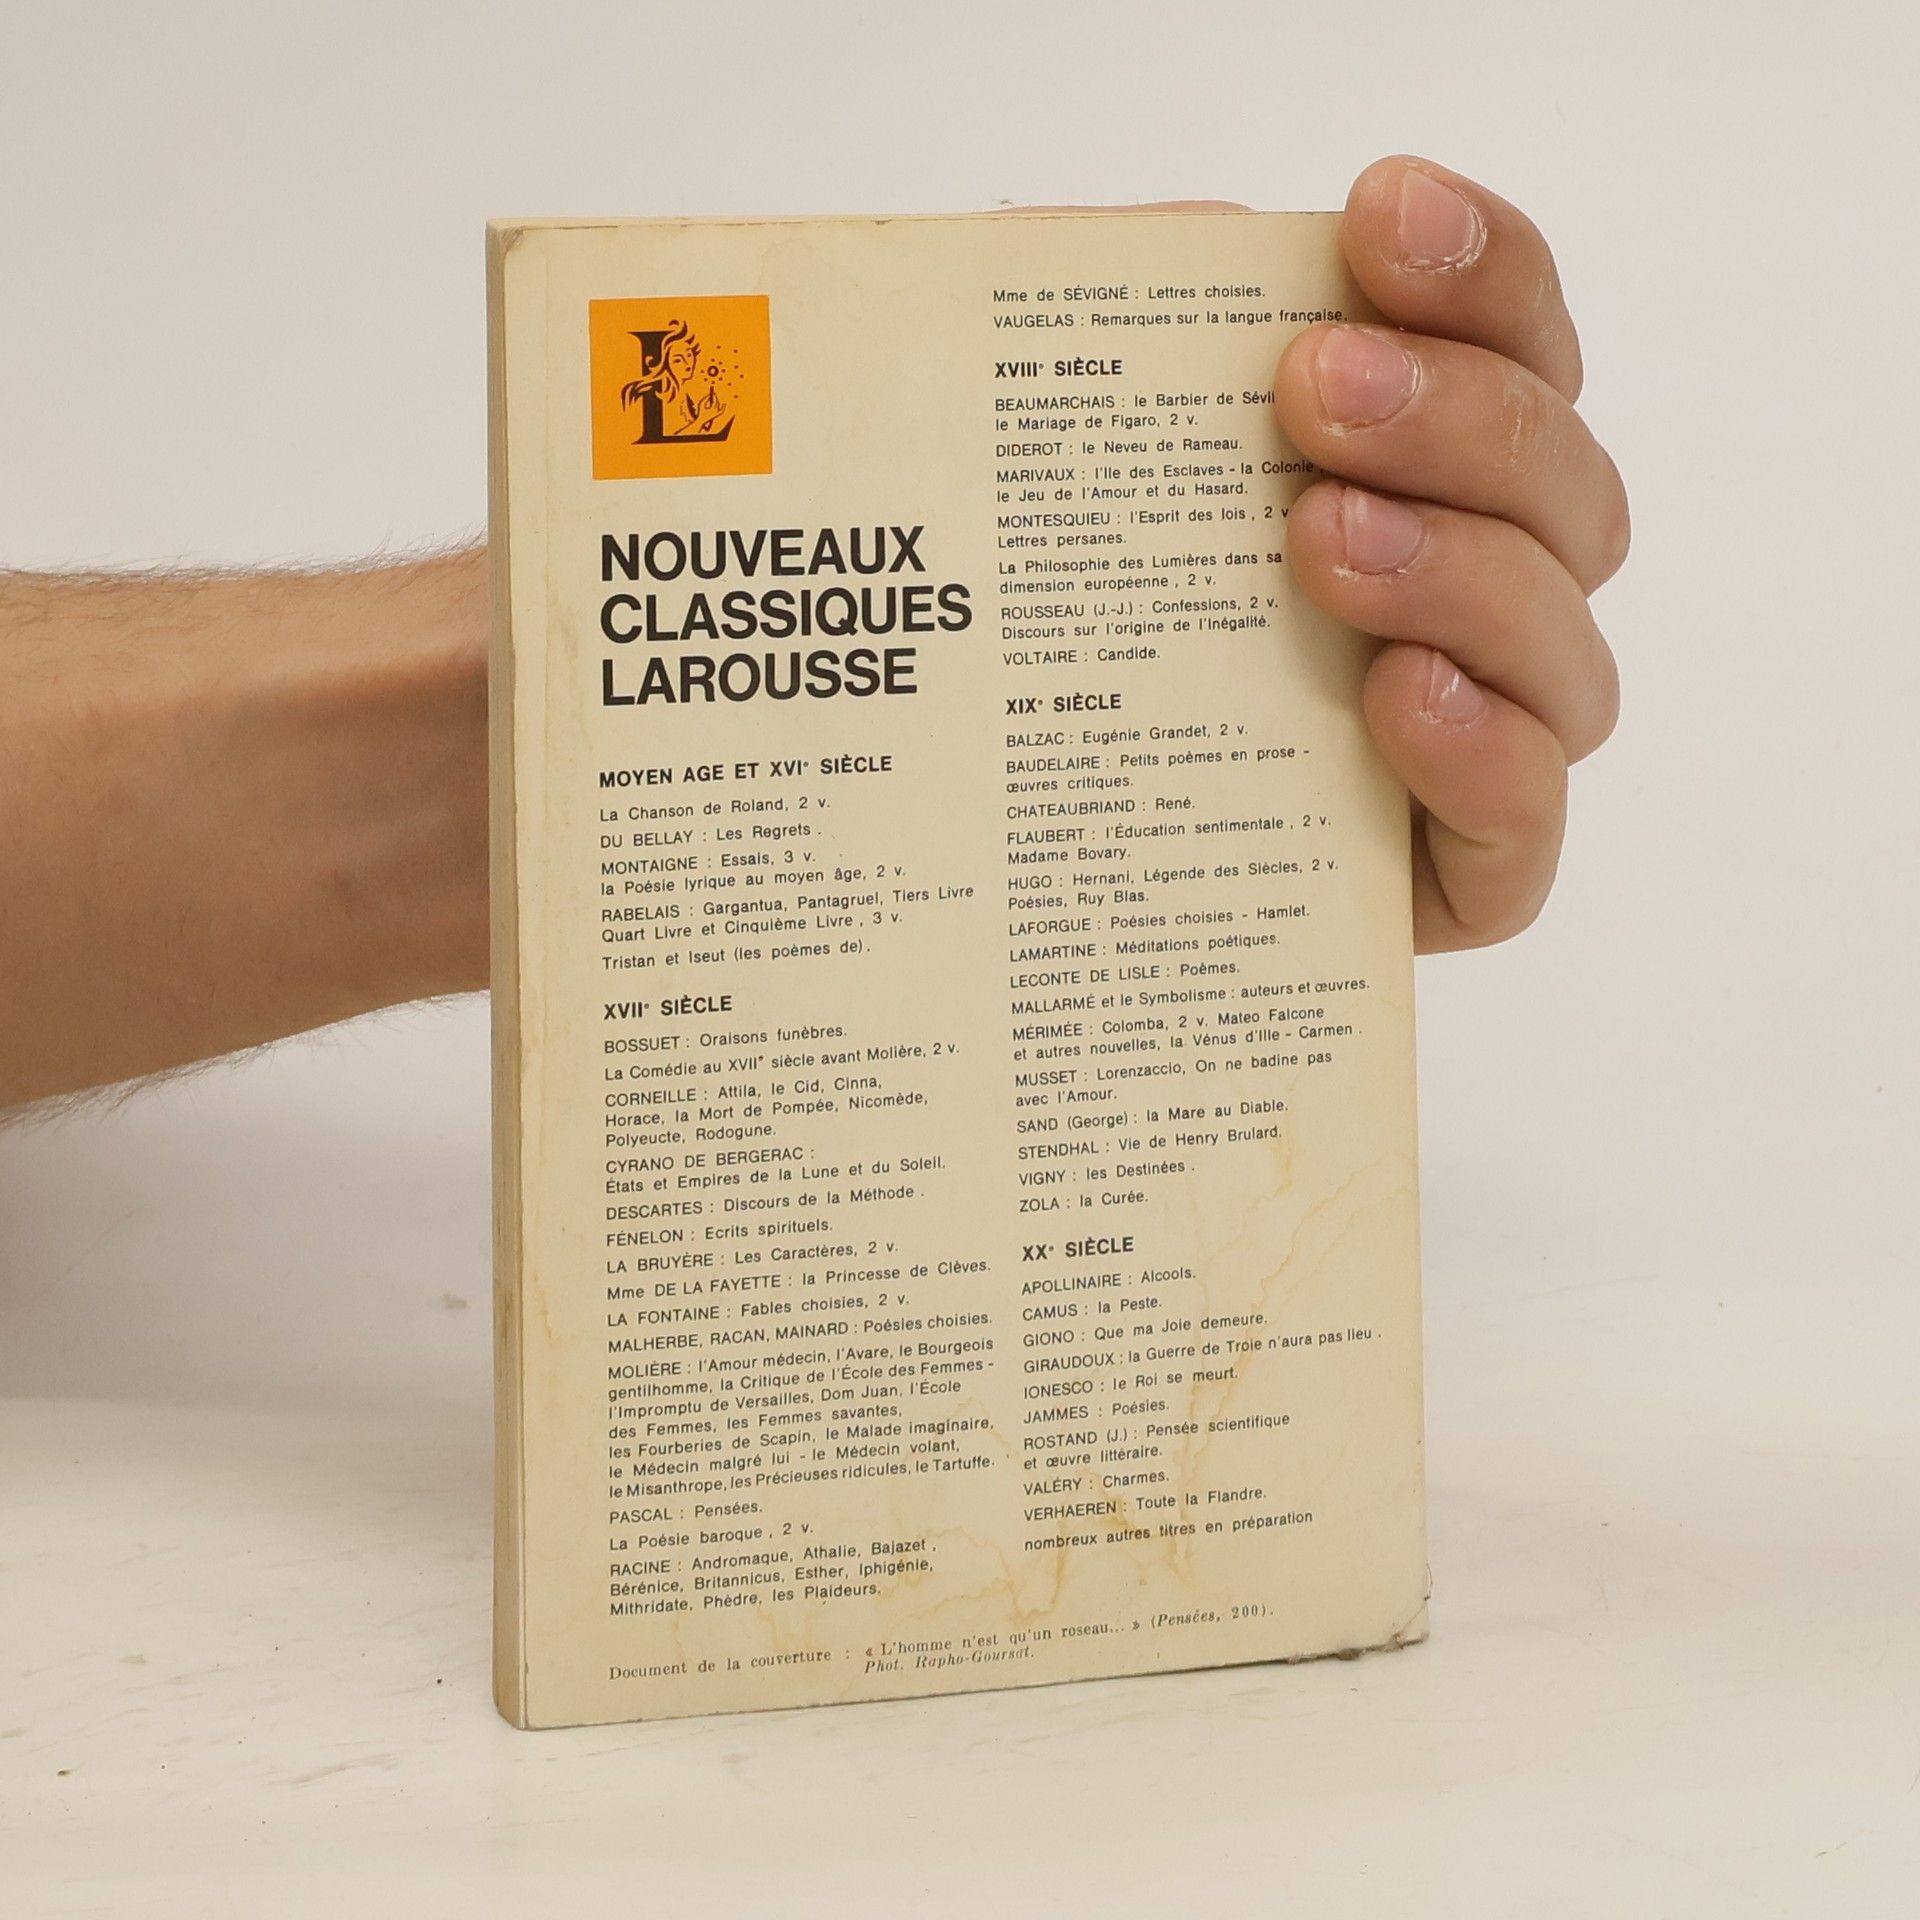 NOUVEAUX
CLASSIQUES
LAROUSSE
MOYEN AGE ET XVIe SIÈCLE
La Chanson de Roland, 2 v.
DU BELLAY : Les Regrets .
MONTAIGNE : Essais, 3 v.
la Poésie lyrique au moyen âge, 2 v.
RABELAIS : Gargantua, Pantagruel, Tiers Livre
Quart Livre et Cinquième Livre , 3 v.
Tristan et Iseut (les poèmes de).
XVIIe SIÈCLE
BOSSUET : Oraisons funèbres.
La Comédie au XVIIe siècle avant Molière, 2 v.
CORNEILLE : Attila, le Cid, Cinna,
Horace, la Mort de Pompée, Nicomède,
Polyeucte, Rodogune.
CYRANO DE BERGERAC :
États et Empires de la Lune et du Soleil.
DESCARTES : Discours de la Méthode .
FÉNELON : Ecrits spirituels.
LA BRUYÈRE : Les Caractères, 2 v.
Mme DE LA FAYETTE : la Princesse de Clèves.
LA FONTAINE : Fables choisies, 2 v.
MALHERBE, RACAN, MAINARD : Poésies choisies.
MOLIÈRE : l'Amour médecin, l'Avare, le Bourgeois
gentilhomme, la Critique de l'École des Femmes -
l'Impromptu de Versailles, Dom Juan, l'École
des Femmes, les Femmes savantes,
les Fourberies de Scapin, le Malade imaginaire,
le Médecin malgré lui - le Médecin volant,
le Misanthrope, les Précieuses ridicules, le Tartuffe.
PASCAL : Pensées.
La Poésie baroque , 2 v.
RACINE : Andromaque, Athalie, Bajazet ,
Bérénice, Britannicus, Esther, Iphigénie,
Mithridate, Phèdre, les Plaideurs.
Mme de SÉVIGNÉ : Lettres choisies.
VAUGELAS : Remarques sur la langue française.
XVIIIe SIÈCLE
BEAUMARCHAIS : le Barbier de Sévil
le Mariage de Figaro, 2 v.
DIDEROT : le Neveu de Rameau.
MARIVAUX : l'Ile des Esclaves - la Colonie
le Jeu de l'Amour et du Hasard.
MONTESQUIEU : l'Esprit des lois , 2 v
Lettres persanes.
La Philosophie des Lumières dans sa
dimension européenne , 2 v.
ROUSSEAU (J.-J.) : Confessions, 2 v.
Discours sur l'origine de l'Inégalité.
VOLTAIRE : Candide.
XIXe SIÈCLE
BALZAC : Eugénie Grandet, 2 v.
BAUDELAIRE : Petits poèmes en prose -
œuvres critiques.
CHATEAUBRIAND : René.
FLAUBERT : l'Éducation sentimentale , 2 v.
Madame Bovary.
HUGO : Hernani, Légende des Siècles, 2 v.
Poésies, Ruy Blas.
LAFORGUE : Poésies choisies - Hamlet.
LAMARTINE : Méditations poétiques.
LECONTE DE LISLE : Poèmes.
MALLARMÉ et le Symbolisme : auteurs et œuvres.
MÉRIMÉE : Colomba, 2 v. Mateo Falcone
et autres nouvelles, la Vénus d'Ille - Carmen .
MUSSET : Lorenzaccio, On ne badine pas
avec l'Amour.
SAND (George) : la Mare au Diable.
STENDHAL : Vie de Henry Brulard.
VIGNY : les Destinées .
ZOLA : la Curée.
XXe SIÈCLE
APOLLINAIRE : Alcools.
CAMUS : la Peste.
GIONO : Que ma Joie demeure.
GIRAUDOUX : la Guerre de Troie n'aura pas lieu .
IONESCO : le Roi se meurt.
JAMMES : Poésies.
ROSTAND (J.) : Pensée scientifique
et œuvre littéraire.
VALÉRY : Charmes.
VERHAEREN : Toute la Flandre.
nombreux autres titres en préparation
Document de la couverture : « L'homme n'est qu'un roseau... » (Pensées, 200).
Phot. Rapho-Goursat.